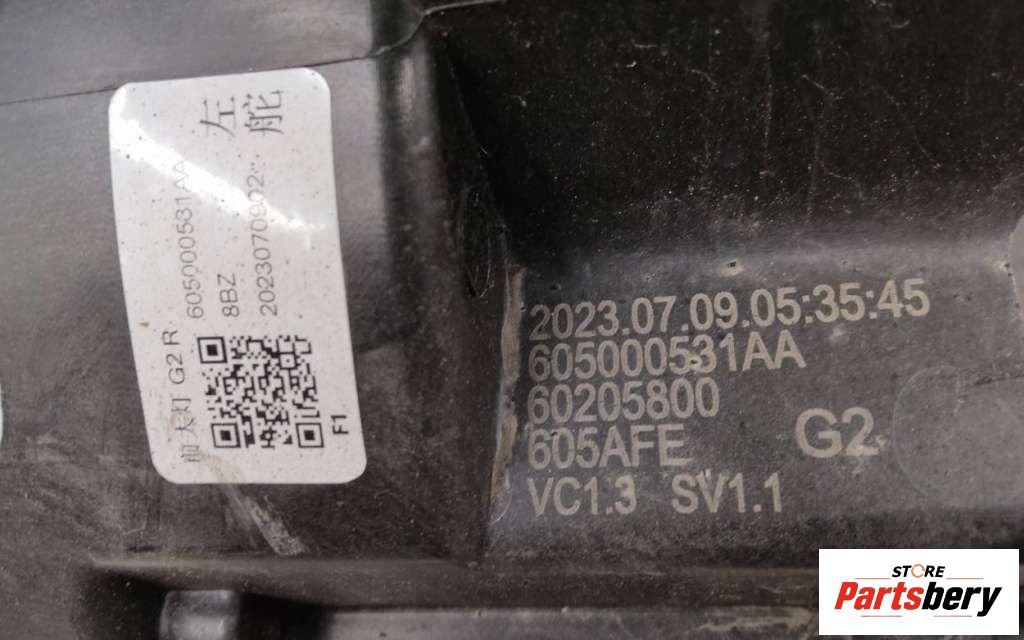 左
舵
605000531AA
8BZ
2023070902
前大灯 G2 R
F1
2023.07.09.05:35:45
605000531AA
60205800
605AFE
G2
VC1.3 SV1.1
STORE
Partsbery